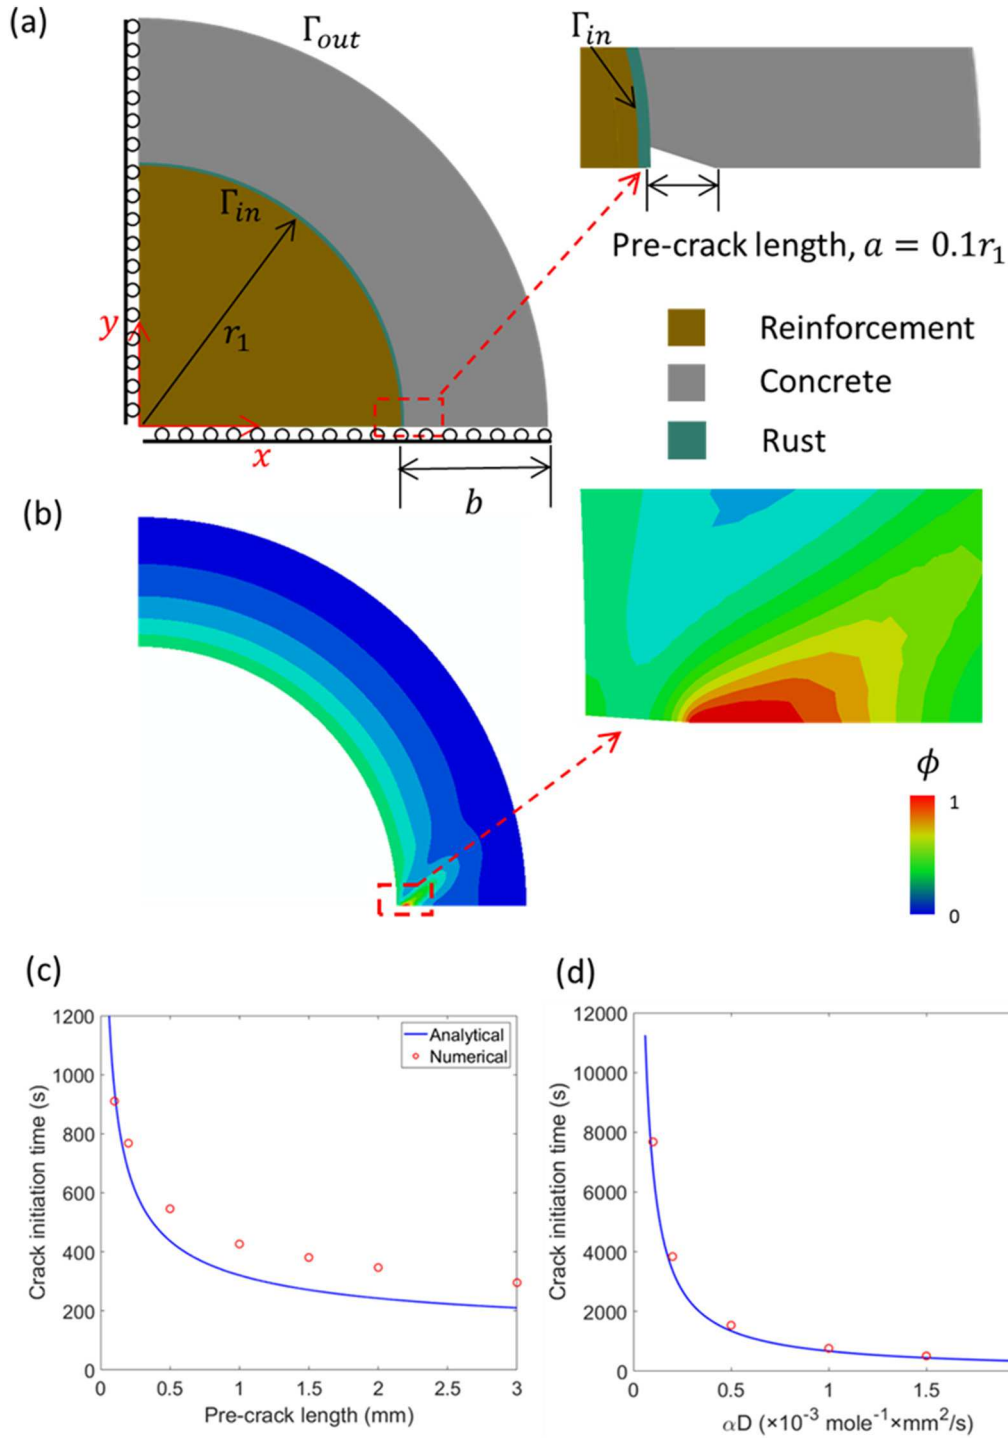 (a)
Γout
Γin
Γin
r1
y
x
b
Pre-crack length, a = 0.1r1
Reinforcement
Concrete
Rust
(b)
ϕ
1
0
(c)
1200
1000
800
600
400
200
0
Crack initiation time (s)
0 0.5 1 1.5 2 2.5 3
Pre-crack length (mm)
Analytical
Numerical
(d)
12000
10000
8000
6000
4000
2000
0
Crack initiation time (s)
0 0.5 1 1.5
αD (×10⁻³ mole⁻¹×mm²/s)